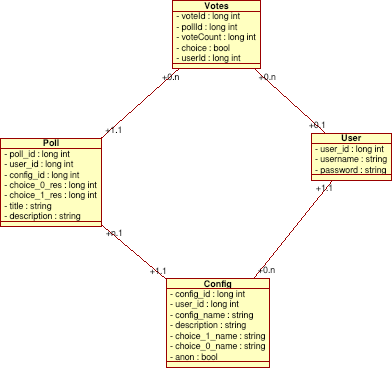 Votes
- voteId : long int
- pollId : long int
- voteCount : long int
- choice : bool
- userId : long int
+0.n
+0.n
+1.1
+0.1
Poll
- poll_id : long int
- user_id : long int
- config_id : long int
- choice_0_res : long int
- choice_1_res : long int
- title : string
- description : string
User
- user_id : long int
- username : string
- password : string
+1.1
+n.1
+1.1
+0.n
Config
- config_id : long int
- user_id : long int
- config_name : string
- description : string
- choice_1_name : string
- choice_0_name : string
- anon : bool